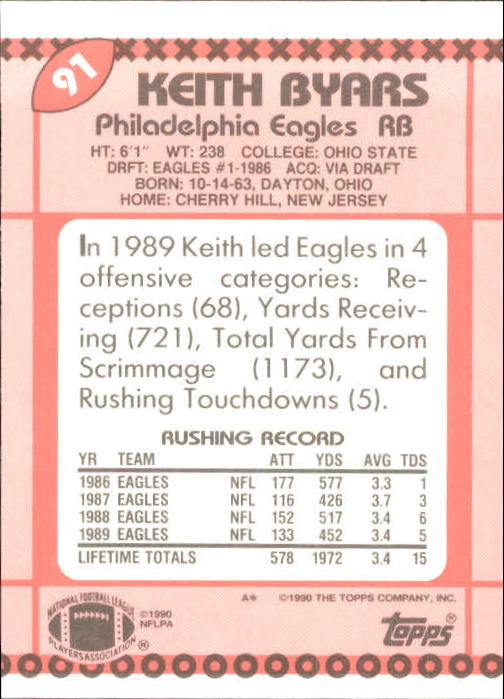 91
KEITH BYARS
Philadelphia Eagles RB
HT: 6'1" WT: 238 COLLEGE: OHIO STATE
DRFT: EAGLES #1-1986 ACQ: VIA DRAFT
BORN: 10-14-63, DAYTON, OHIO
HOME: CHERRY HILL, NEW JERSEY
In 1989 Keith led Eagles in 4
offensive categories: Re-
ceptions (68), Yards Receiv-
ing (721), Total Yards From
Scrimmage (1173), and
Rushing Touchdowns (5).
RUSHING RECORD
YR TEAM ATT YDS AVG TDS
1986 EAGLES NFL 177 577 3.3 1
1987 EAGLES NFL 116 426 3.7 3
1988 EAGLES NFL 152 517 3.4 6
1989 EAGLES NFL 133 452 3.4 5
LIFETIME TOTALS 578 1972 3.4 15
A* ©1990 THE TOPPS COMPANY, INC.
NATIONAL FOOTBALL LEAGUE
PLAYERS ASSOCIATION ®
©1990
NFLPA
topps®